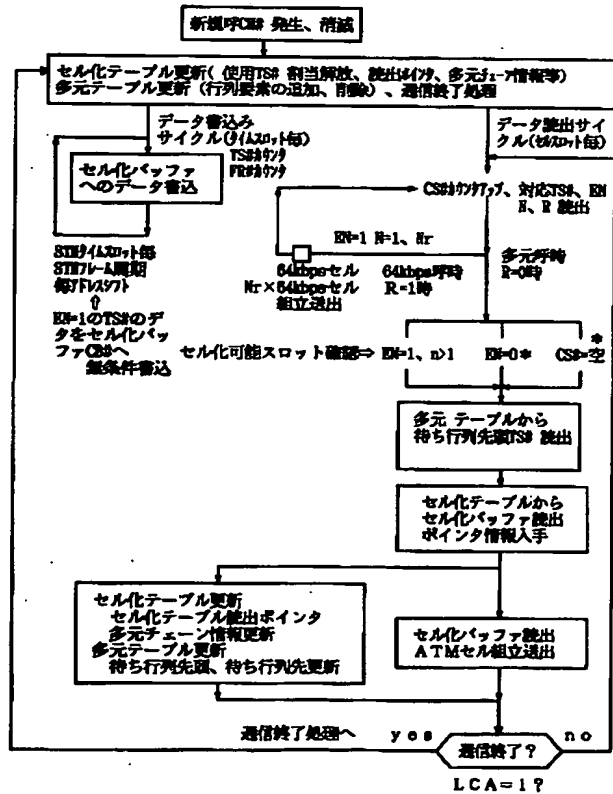 新規呼CH# 発生、消滅
セル化テーブル更新( 使用TS# 割当解放、読出ポインタ、多元チェーン情報等)
多元テーブル更新 (行列要素の追加、削除) 、通信終了処理
データ書込み
サイクル(タイムスロット毎)
TS#カウンタ
FR#カウンタ
データ読出サイ
クル(セルスロット毎)
セル化バッファ
へのデータ書込
CS#カウンタアップ、対応TS#、EN
N、R 読出
EN=1 N=1、Nr
STMタイムスロット毎
STMフレーム周期
毎アドレスシフト
⇧
EN=1のTS#のデ
ータをセル化バッ
ファCB#へ
無条件書込
64kbpsセル
Nr×64kbpsセル
組立送出
64kbps呼時
R=1時
多元呼時
R=0時
セル化可能スロット確認⇒ EN=1、n>1 EN=0* CS#=空*
多元 テーブルから
待ち行列先頭TS# 読出
セル化テーブルから
セル化バッファ読出
ポインタ情報入手
セル化テーブル更新
セル化テーブル読出ポインタ
多元チェーン情報更新
多元テーブル更新
待ち行列先頭、待ち行列先更新
セル化バッファ読出
ATMセル組立送出
通信終了処理へ yes
通信終了?
no
LCA=1?